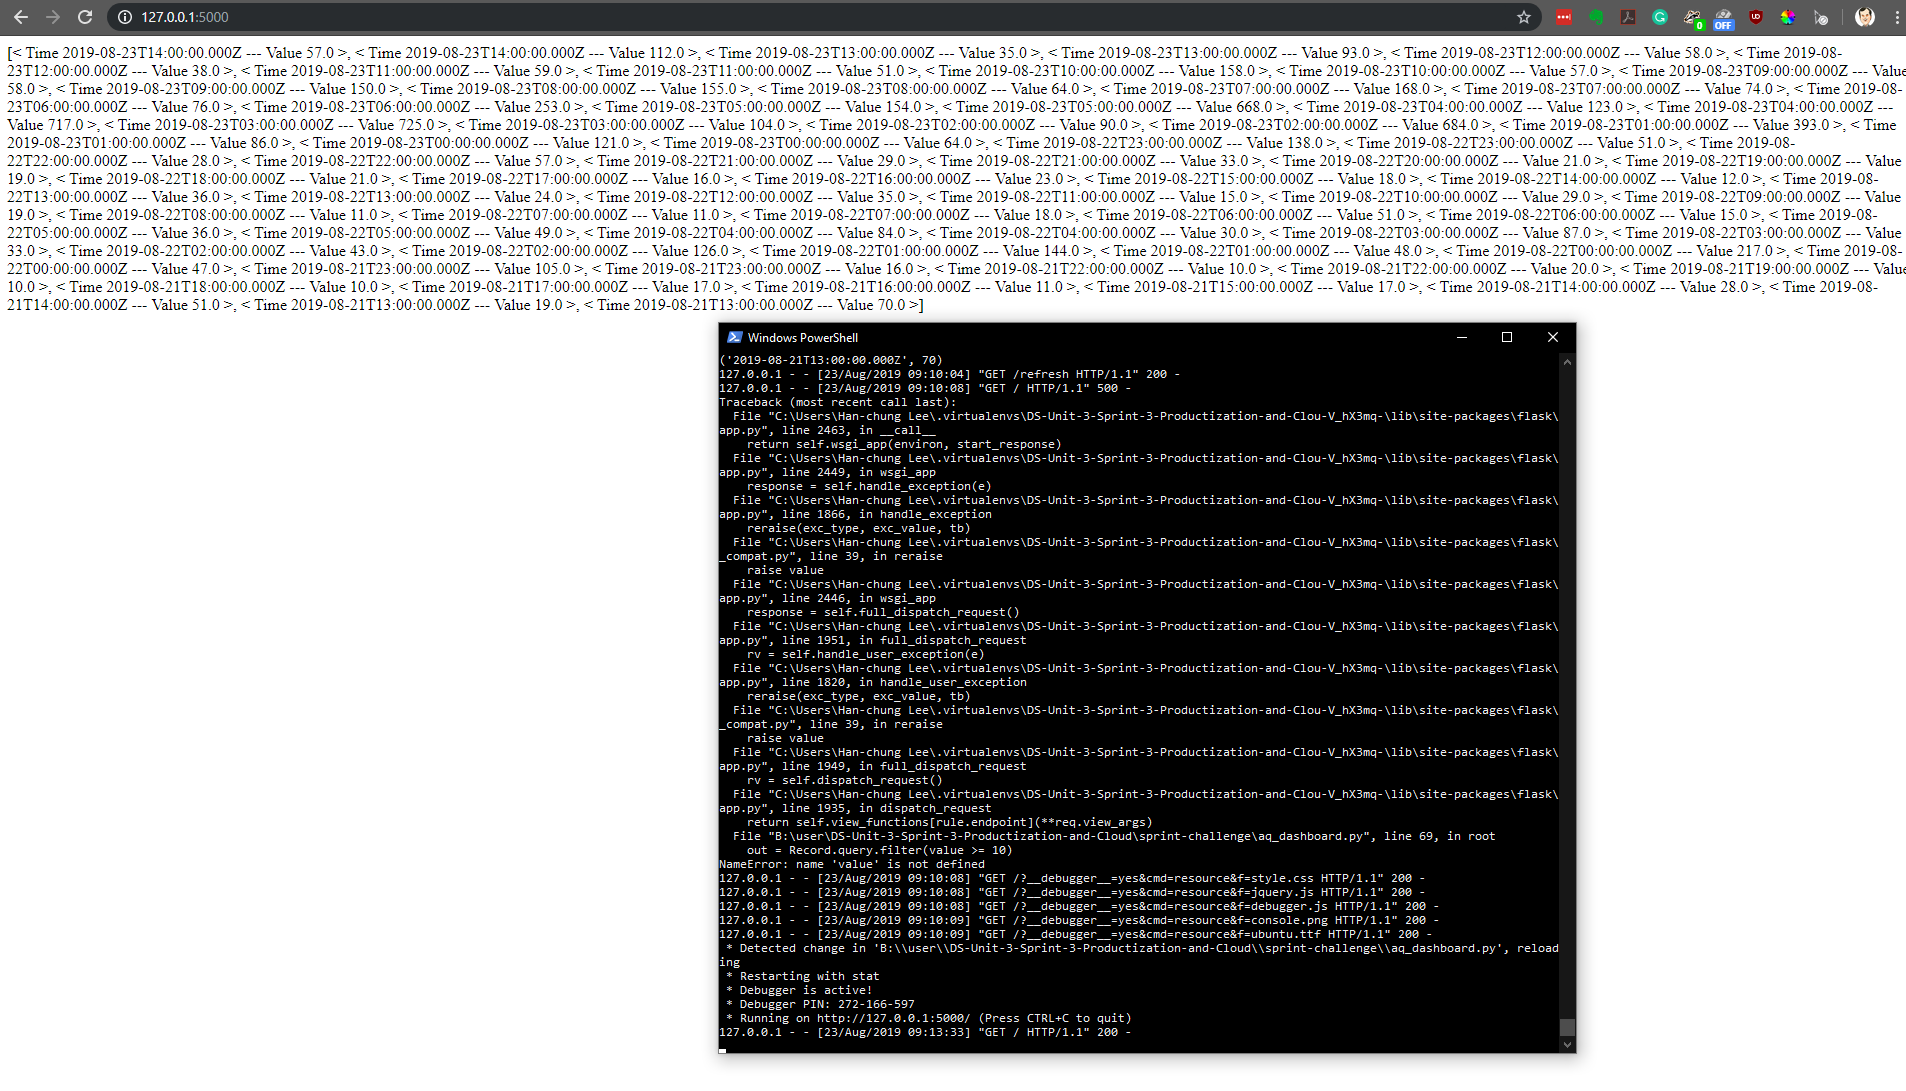 127.0.0.1:5000
0
OFF
[< Time 2019-08-23T14:00:00.000Z --- Value 57.0 >, < Time 2019-08-23T14:00:00.000Z --- Value 112.0 >, < Time 2019-08-23T13:00:00.000Z --- Value 35.0 >, < Time 2019-08-23T13:00:00.000Z --- Value 93.0 >, < Time 2019-08-23T12:00:00.000Z --- Value 58.0 >, < Time 2019-08-
23T12:00:00.000Z --- Value 38.0 >, < Time 2019-08-23T11:00:00.000Z --- Value 59.0 >, < Time 2019-08-23T11:00:00.000Z --- Value 51.0 >, < Time 2019-08-23T10:00:00.000Z --- Value 158.0 >, < Time 2019-08-23T10:00:00.000Z --- Value 57.0 >, < Time 2019-08-23T09:00:00.000Z --- Value
58.0 >, < Time 2019-08-23T09:00:00.000Z --- Value 150.0 >, < Time 2019-08-23T08:00:00.000Z --- Value 155.0 >, < Time 2019-08-23T08:00:00.000Z --- Value 64.0 >, < Time 2019-08-23T07:00:00.000Z --- Value 168.0 >, < Time 2019-08-23T07:00:00.000Z --- Value 74.0 >, < Time 2019-08-
23T06:00:00.000Z --- Value 76.0 >, < Time 2019-08-23T06:00:00.000Z --- Value 253.0 >, < Time 2019-08-23T05:00:00.000Z --- Value 154.0 >, < Time 2019-08-23T05:00:00.000Z --- Value 668.0 >, < Time 2019-08-23T04:00:00.000Z --- Value 123.0 >, < Time 2019-08-23T04:00:00.000Z ---
Value 717.0 >, < Time 2019-08-23T03:00:00.000Z --- Value 725.0 >, < Time 2019-08-23T03:00:00.000Z --- Value 104.0 >, < Time 2019-08-23T02:00:00.000Z --- Value 90.0 >, < Time 2019-08-23T02:00:00.000Z --- Value 684.0 >, < Time 2019-08-23T01:00:00.000Z --- Value 393.0 >, < Time
2019-08-23T01:00:00.000Z --- Value 86.0 >, < Time 2019-08-23T00:00:00.000Z --- Value 121.0 >, < Time 2019-08-23T00:00:00.000Z --- Value 64.0 >, < Time 2019-08-22T23:00:00.000Z --- Value 138.0 >, < Time 2019-08-22T23:00:00.000Z --- Value 51.0 >, < Time 2019-08-
22T22:00:00.000Z --- Value 28.0 >, < Time 2019-08-22T22:00:00.000Z --- Value 57.0 >, < Time 2019-08-22T21:00:00.000Z --- Value 29.0 >, < Time 2019-08-22T21:00:00.000Z --- Value 33.0 >, < Time 2019-08-22T20:00:00.000Z --- Value 21.0 >, < Time 2019-08-22T19:00:00.000Z --- Value
19.0 >, < Time 2019-08-22T18:00:00.000Z --- Value 21.0 >, < Time 2019-08-22T17:00:00.000Z --- Value 16.0 >, < Time 2019-08-22T16:00:00.000Z --- Value 23.0 >, < Time 2019-08-22T15:00:00.000Z --- Value 18.0 >, < Time 2019-08-22T14:00:00.000Z --- Value 12.0 >, < Time 2019-08-
22T13:00:00.000Z --- Value 36.0 >, < Time 2019-08-22T13:00:00.000Z --- Value 24.0 >, < Time 2019-08-22T12:00:00.000Z --- Value 35.0 >, < Time 2019-08-22T11:00:00.000Z --- Value 15.0 >, < Time 2019-08-22T10:00:00.000Z --- Value 29.0 >, < Time 2019-08-22T09:00:00.000Z --- Value
19.0 >, < Time 2019-08-22T08:00:00.000Z --- Value 11.0 >, < Time 2019-08-22T07:00:00.000Z --- Value 11.0 >, < Time 2019-08-22T07:00:00.000Z --- Value 18.0 >, < Time 2019-08-22T06:00:00.000Z --- Value 51.0 >, < Time 2019-08-22T06:00:00.000Z --- Value 15.0 >, < Time 2019-08-
22T05:00:00.000Z --- Value 36.0 >, < Time 2019-08-22T05:00:00.000Z --- Value 49.0 >, < Time 2019-08-22T04:00:00.000Z --- Value 84.0 >, < Time 2019-08-22T04:00:00.000Z --- Value 30.0 >, < Time 2019-08-22T03:00:00.000Z --- Value 87.0 >, < Time 2019-08-22T03:00:00.000Z --- Value
33.0 >, < Time 2019-08-22T02:00:00.000Z --- Value 43.0 >, < Time 2019-08-22T02:00:00.000Z --- Value 126.0 >, < Time 2019-08-22T01:00:00.000Z --- Value 144.0 >, < Time 2019-08-22T01:00:00.000Z --- Value 48.0 >, < Time 2019-08-22T00:00:00.000Z --- Value 217.0 >, < Time 2019-08-
22T00:00:00.000Z --- Value 47.0 >, < Time 2019-08-21T23:00:00.000Z --- Value 105.0 >, < Time 2019-08-21T23:00:00.000Z --- Value 16.0 >, < Time 2019-08-21T22:00:00.000Z --- Value 10.0 >, < Time 2019-08-21T22:00:00.000Z --- Value 20.0 >, < Time 2019-08-21T19:00:00.000Z --- Value
10.0 >, < Time 2019-08-21T18:00:00.000Z --- Value 10.0 >, < Time 2019-08-21T17:00:00.000Z --- Value 17.0 >, < Time 2019-08-21T16:00:00.000Z --- Value 11.0 >, < Time 2019-08-21T15:00:00.000Z --- Value 17.0 >, < Time 2019-08-21T14:00:00.000Z --- Value 28.0 >, < Time 2019-08-
21T14:00:00.000Z --- Value 51.0 >, < Time 2019-08-21T13:00:00.000Z --- Value 19.0 >, < Time 2019-08-21T13:00:00.000Z --- Value 70.0 >]
Windows PowerShell
('2019-08-21T13:00:00.000Z', 70)
127.0.0.1 - - [23/Aug/2019 09:10:04] "GET /refresh HTTP/1.1" 200 -
127.0.0.1 - - [23/Aug/2019 09:10:08] "GET / HTTP/1.1" 500 -
Traceback (most recent call last):
File "C:\Users\Han-chung Lee\.virtualenvs\DS-Unit-3-Sprint-3-Productization-and-Clou-V_hX3mq-\lib\site-packages\flask\
app.py", line 2463, in __call__
return self.wsgi_app(environ, start_response)
File "C:\Users\Han-chung Lee\.virtualenvs\DS-Unit-3-Sprint-3-Productization-and-Clou-V_hX3mq-\lib\site-packages\flask\
app.py", line 2449, in wsgi_app
response = self.handle_exception(e)
File "C:\Users\Han-chung Lee\.virtualenvs\DS-Unit-3-Sprint-3-Productization-and-Clou-V_hX3mq-\lib\site-packages\flask\
app.py", line 1866, in handle_exception
reraise(exc_type, exc_value, tb)
File "C:\Users\Han-chung Lee\.virtualenvs\DS-Unit-3-Sprint-3-Productization-and-Clou-V_hX3mq-\lib\site-packages\flask\
_compat.py", line 39, in reraise
raise value
File "C:\Users\Han-chung Lee\.virtualenvs\DS-Unit-3-Sprint-3-Productization-and-Clou-V_hX3mq-\lib\site-packages\flask\
app.py", line 2446, in wsgi_app
response = self.full_dispatch_request()
File "C:\Users\Han-chung Lee\.virtualenvs\DS-Unit-3-Sprint-3-Productization-and-Clou-V_hX3mq-\lib\site-packages\flask\
app.py", line 1951, in full_dispatch_request
rv = self.handle_user_exception(e)
File "C:\Users\Han-chung Lee\.virtualenvs\DS-Unit-3-Sprint-3-Productization-and-Clou-V_hX3mq-\lib\site-packages\flask\
app.py", line 1820, in handle_user_exception
reraise(exc_type, exc_value, tb)
File "C:\Users\Han-chung Lee\.virtualenvs\DS-Unit-3-Sprint-3-Productization-and-Clou-V_hX3mq-\lib\site-packages\flask\
_compat.py", line 39, in reraise
raise value
File "C:\Users\Han-chung Lee\.virtualenvs\DS-Unit-3-Sprint-3-Productization-and-Clou-V_hX3mq-\lib\site-packages\flask\
app.py", line 1949, in full_dispatch_request
rv = self.dispatch_request()
File "C:\Users\Han-chung Lee\.virtualenvs\DS-Unit-3-Sprint-3-Productization-and-Clou-V_hX3mq-\lib\site-packages\flask\
app.py", line 1935, in dispatch_request
return self.view_functions[rule.endpoint](**req.view_args)
File "B:\user\DS-Unit-3-Sprint-3-Productization-and-Cloud\sprint-challenge\aq_dashboard.py", line 69, in root
out = Record.query.filter(value >= 10)
NameError: name 'value' is not defined
127.0.0.1 - - [23/Aug/2019 09:10:08] "GET /?__debugger__=yes&cmd=resource&f=style.css HTTP/1.1" 200 -
127.0.0.1 - - [23/Aug/2019 09:10:08] "GET /?__debugger__=yes&cmd=resource&f=jquery.js HTTP/1.1" 200 -
127.0.0.1 - - [23/Aug/2019 09:10:08] "GET /?__debugger__=yes&cmd=resource&f=debugger.js HTTP/1.1" 200 -
127.0.0.1 - - [23/Aug/2019 09:10:09] "GET /?__debugger__=yes&cmd=resource&f=console.png HTTP/1.1" 200 -
127.0.0.1 - - [23/Aug/2019 09:10:09] "GET /?__debugger__=yes&cmd=resource&f=ubuntu.ttf HTTP/1.1" 200 -
* Detected change in 'B:\\user\\DS-Unit-3-Sprint-3-Productization-and-Cloud\\sprint-challenge\\aq_dashboard.py', reload
ing
* Restarting with stat
* Debugger is active!
* Debugger PIN: 272-166-597
* Running on http://127.0.0.1:5000/ (Press CTRL+C to quit)
127.0.0.1 - - [23/Aug/2019 09:13:33] "GET / HTTP/1.1" 200 -